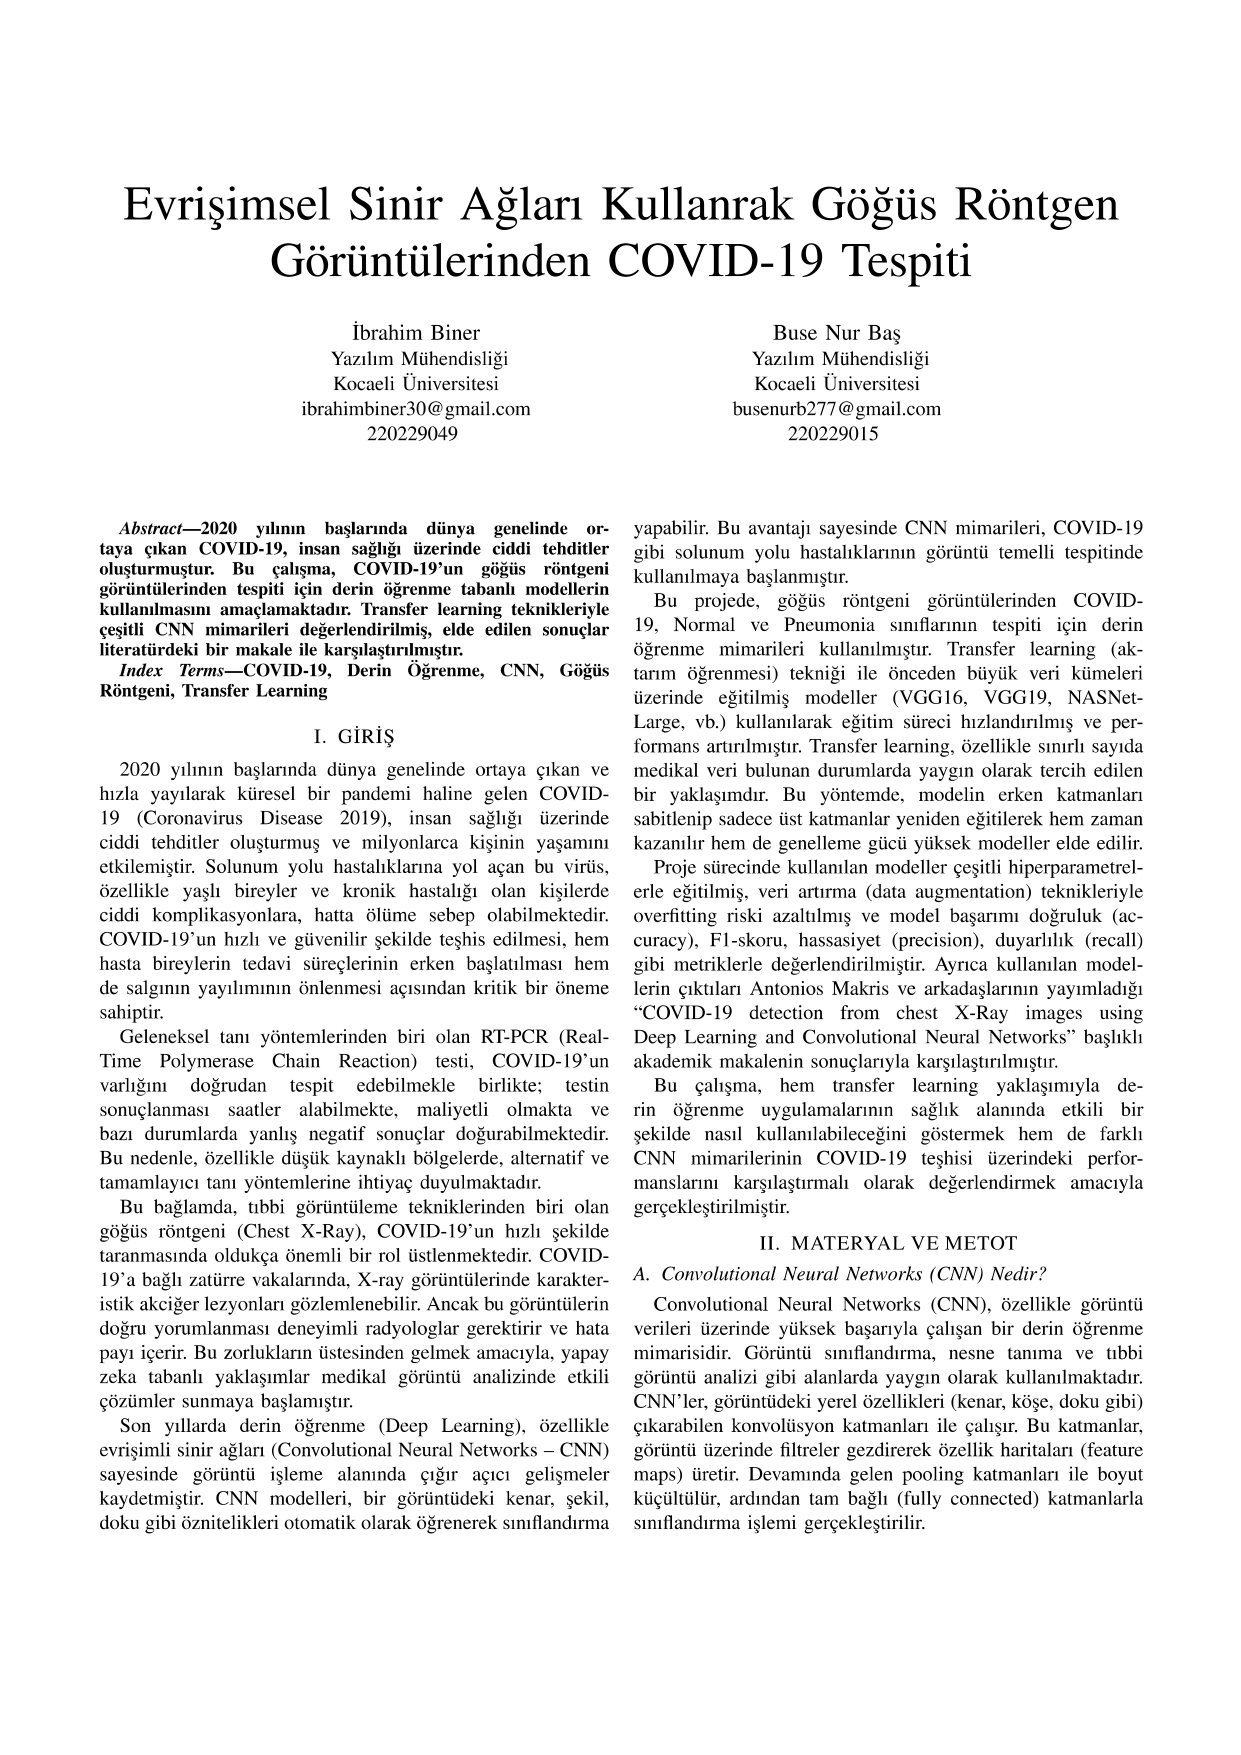 Evrişimsel Sinir Ağları Kullanrak Göğüs Röntgen
Görüntülerinden COVID-19 Tespiti
İbrahim Biner
Yazılım Mühendisliği
Kocaeli Üniversitesi
ibrahimbiner30@gmail.com
220229049
Buse Nur Baş
Yazılım Mühendisliği
Kocaeli Üniversitesi
busenurb277@gmail.com
220229015
Abstract—2020 yılının başlarında dünya genelinde or-
taya çıkan COVID-19, insan sağlığı üzerinde ciddi tehditler
oluşturmuştur. Bu çalışma, COVID-19'un göğüs röntgeni
görüntülerinden tespiti için derin öğrenme tabanlı modellerin
kullanılmasını amaçlamaktadır. Transfer learning teknikleriyle
çeşitli CNN mimarileri değerlendirilmiş, elde edilen sonuçlar
literatürdeki bir makale ile karşılaştırılmıştır.
Index Terms—COVID-19, Derin Öğrenme, CNN, Göğüs
Röntgeni, Transfer Learning
I. GİRİŞ
2020 yılının başlarında dünya genelinde ortaya çıkan ve
hızla yayılarak küresel bir pandemi haline gelen COVID-
19 (Coronavirus Disease 2019), insan sağlığı üzerinde
ciddi tehditler oluşturmuş ve milyonlarca kişinin yaşamını
etkilemiştir. Solunum yolu hastalıklarına yol açan bu virüs,
özellikle yaşlı bireyler ve kronik hastalığı olan kişilerde
ciddi komplikasyonlara, hatta ölüme sebep olabilmektedir.
COVID-19'un hızlı ve güvenilir şekilde teşhis edilmesi, hem
hasta bireylerin tedavi süreçlerinin erken başlatılması hem
de salgının yayılımının önlenmesi açısından kritik bir öneme
sahiptir.
Geleneksel tanı yöntemlerinden biri olan RT-PCR (Real-
Time Polymerase Chain Reaction) testi, COVID-19'un
varlığını doğrudan tespit edebilmekle birlikte; testin
sonuçlanması saatler alabilmekte, maliyetli olmakta ve
bazı durumlarda yanlış negatif sonuçlar doğurabilmektedir.
Bu nedenle, özellikle düşük kaynaklı bölgelerde, alternatif ve
tamamlayıcı tanı yöntemlerine ihtiyaç duyulmaktadır.
Bu bağlamda, tıbbi görüntüleme tekniklerinden biri olan
göğüs röntgeni (Chest X-Ray), COVID-19'un hızlı şekilde
taranmasında oldukça önemli bir rol üstlenmektedir. COVID-
19'a bağlı zatürre vakalarında, X-ray görüntülerinde karakter-
istik akciğer lezyonları gözlemlenebilir. Ancak bu görüntülerin
doğru yorumlanması deneyimli radyologlar gerektirir ve hata
payı içerir. Bu zorlukların üstesinden gelmek amacıyla, yapay
zeka tabanlı yaklaşımlar medikal görüntü analizinde etkili
çözümler sunmaya başlamıştır.
Son yıllarda derin öğrenme (Deep Learning), özellikle
evrişimli sinir ağları (Convolutional Neural Networks – CNN)
sayesinde görüntü işleme alanında çığır açıcı gelişmeler
kaydetmiştir. CNN modelleri, bir görüntüdeki kenar, şekil,
doku gibi öznitelikleri otomatik olarak öğrenerek sınıflandırma
yapabilir. Bu avantajı sayesinde CNN mimarileri, COVID-19
gibi solunum yolu hastalıklarının görüntü temelli tespitinde
kullanılmaya başlanmıştır.
Bu projede, göğüs röntgeni görüntülerinden COVID-
19, Normal ve Pneumonia sınıflarının tespiti için derin
öğrenme mimarileri kullanılmıştır. Transfer learning (ak-
tarım öğrenmesi) tekniği ile önceden büyük veri kümeleri
üzerinde eğitilmiş modeller (VGG16, VGG19, NASNet-
Large, vb.) kullanılarak eğitim süreci hızlandırılmış ve per-
formans artırılmıştır. Transfer learning, özellikle sınırlı sayıda
medikal veri bulunan durumlarda yaygın olarak tercih edilen
bir yaklaşımdır. Bu yöntemde, modelin erken katmanları
sabitlenip sadece üst katmanlar yeniden eğitilerek hem zaman
kazanılır hem de genelleme gücü yüksek modeller elde edilir.
Proje sürecinde kullanılan modeller çeşitli hiperparametrel-
erle eğitilmiş, veri artırma (data augmentation) teknikleriyle
overfitting riski azaltılmış ve model başarımı doğruluk (ac-
curacy), F1-skoru, hassasiyet (precision), duyarlılık (recall)
gibi metriklerle değerlendirilmiştir. Ayrıca kullanılan model-
lerin çıktıları Antonios Makris ve arkadaşlarının yayımladığı
“COVID-19 detection from chest X-Ray images using
Deep Learning and Convolutional Neural Networks” başlıklı
akademik makalenin sonuçlarıyla karşılaştırılmıştır.
Bu çalışma, hem transfer learning yaklaşımıyla de-
rin öğrenme uygulamalarının sağlık alanında etkili bir
şekilde nasıl kullanılabileceğini göstermek hem de farklı
CNN mimarilerinin COVID-19 teşhisi üzerindeki perfor-
manslarını karşılaştırmalı olarak değerlendirmek amacıyla
gerçekleştirilmiştir.
II. MATERYAL VE METOT
A. Convolutional Neural Networks (CNN) Nedir?
Convolutional Neural Networks (CNN), özellikle görüntü
verileri üzerinde yüksek başarıyla çalışan bir derin öğrenme
mimarisidir. Görüntü sınıflandırma, nesne tanıma ve tıbbi
görüntü analizi gibi alanlarda yaygın olarak kullanılmaktadır.
CNN'ler, görüntüdeki yerel özellikleri (kenar, köşe, doku gibi)
çıkarabilen konvolüsyon katmanları ile çalışır. Bu katmanlar,
görüntü üzerinde filtreler gezdirerek özellik haritaları (feature
maps) üretir. Devamında gelen pooling katmanları ile boyut
küçültülür, ardından tam bağlı (fully connected) katmanlarla
sınıflandırma işlemi gerçekleştirilir.